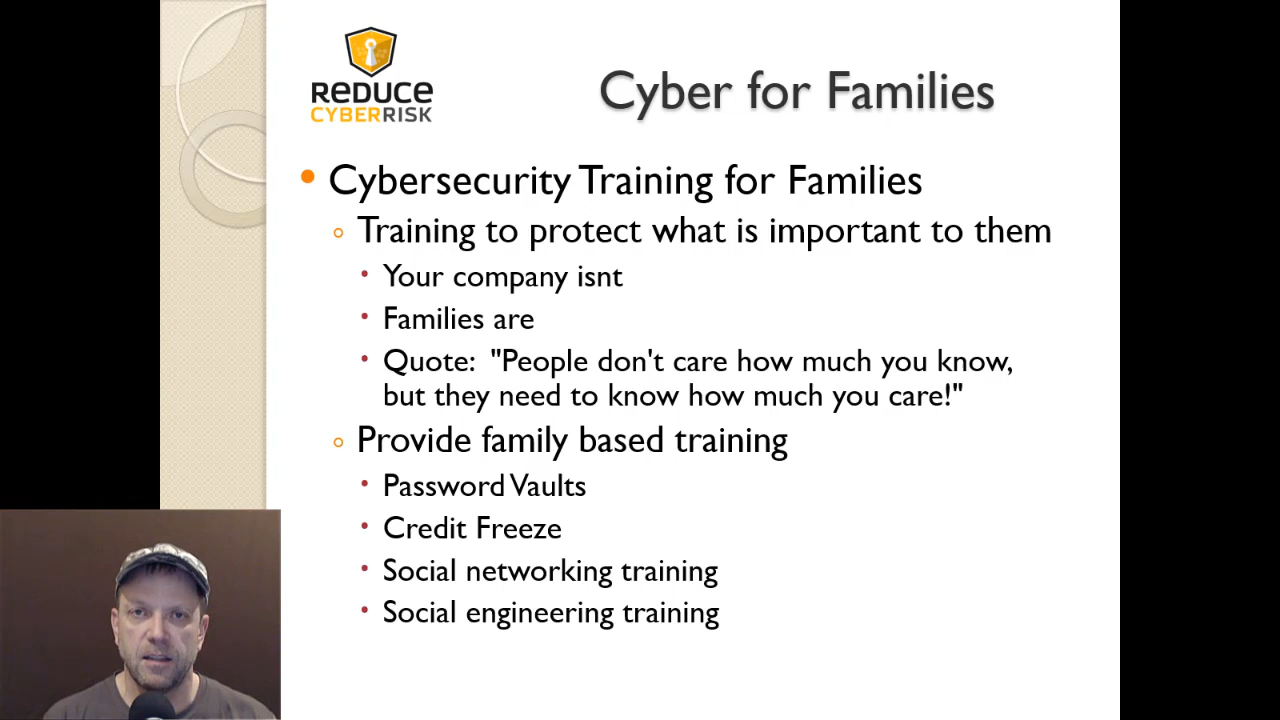 REDUCE
CYBERRISK
Cyber for Families
Cybersecurity Training for Families
Training to protect what is important to them
Your company isnt
Families are
Quote: "People don't care how much you know,
but they need to know how much you care!"
Provide family based training
Password Vaults
Credit Freeze
Social networking training
Social engineering training